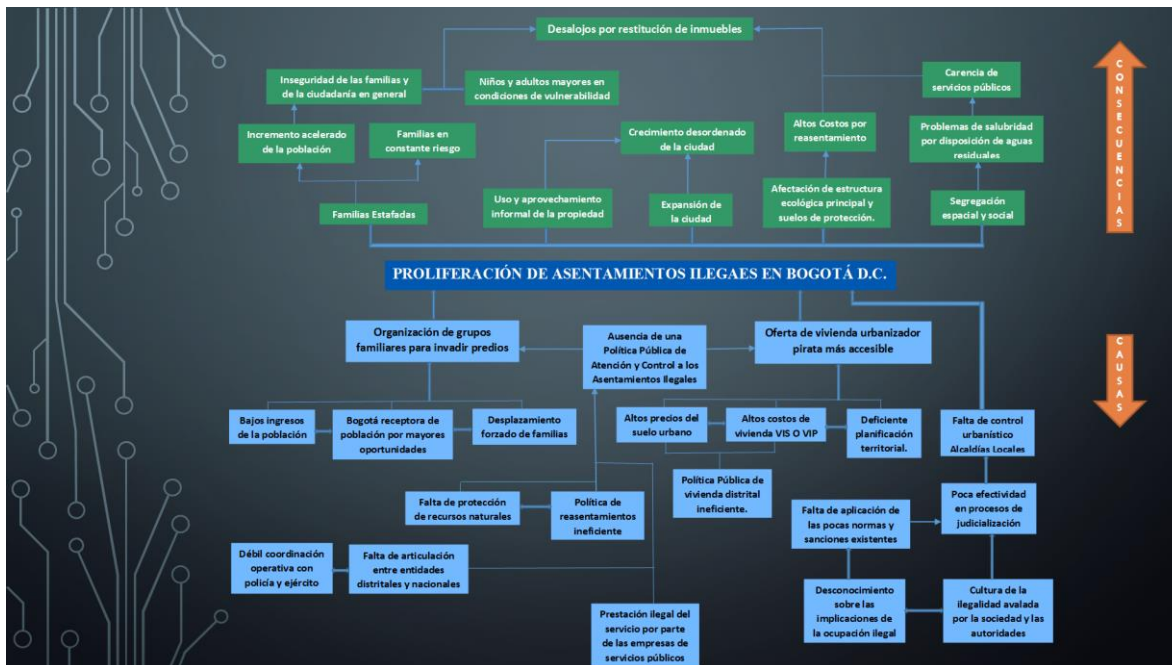 Desalojos por restitución de inmuebles
Inseguridad de las familias y
de la ciudadanía en general
Niños y adultos mayores en
condiciones de vulnerabilidad
Carencia de
servicios públicos
Incremento acelerado
de la población
Familias en
constante riesgo
Crecimiento desordenado
de la ciudad
Altos Costos por
reasentamiento
Problemas de salubridad
por disposición de aguas
residuales
Familias Estafadas
Uso y aprovechamiento
informal de la propiedad
Expansión de
la ciudad
Afectación de estructura
ecológica principal y
suelos de protección.
Segregación
espacial y social
CONSECUENCIAS
PROLIFERACIÓN DE ASENTAMIENTOS ILEGAES EN BOGOTÁ D.C.
Organización de grupos
familiares para invadir predios
Ausencia de una
Política Pública de
Atención y Control a los
Asentamientos Ilegales
Oferta de vivienda urbanizador
pirata más accesible
CAUSAS
Bajos ingresos
de la población
Bogotá receptora de
población por mayores
oportunidades
Desplazamiento
forzado de familias
Altos precios del
suelo urbano
Altos costos de
vivienda VIS O VIP
Deficiente
planificación
territorial.
Falta de control
urbanístico
Alcaldías Locales
Falta de protección
de recursos naturales
Política de
reasentamientos
ineficiente
Política Pública de
vivienda distrital
ineficiente.
Falta de aplicación de
las pocas normas y
sanciones existentes
Poca efectividad
en procesos de
judicialización
Débil coordinación
operativa con
policía y ejército
Falta de articulación
entre entidades
distritales y nacionales
Prestación ilegal del
servicio por parte
de las empresas de
servicios públicos
Desconocimiento
sobre las
implicaciones de
la ocupación ilegal
Cultura de la
ilegalidad avalada
por la sociedad y las
autoridades